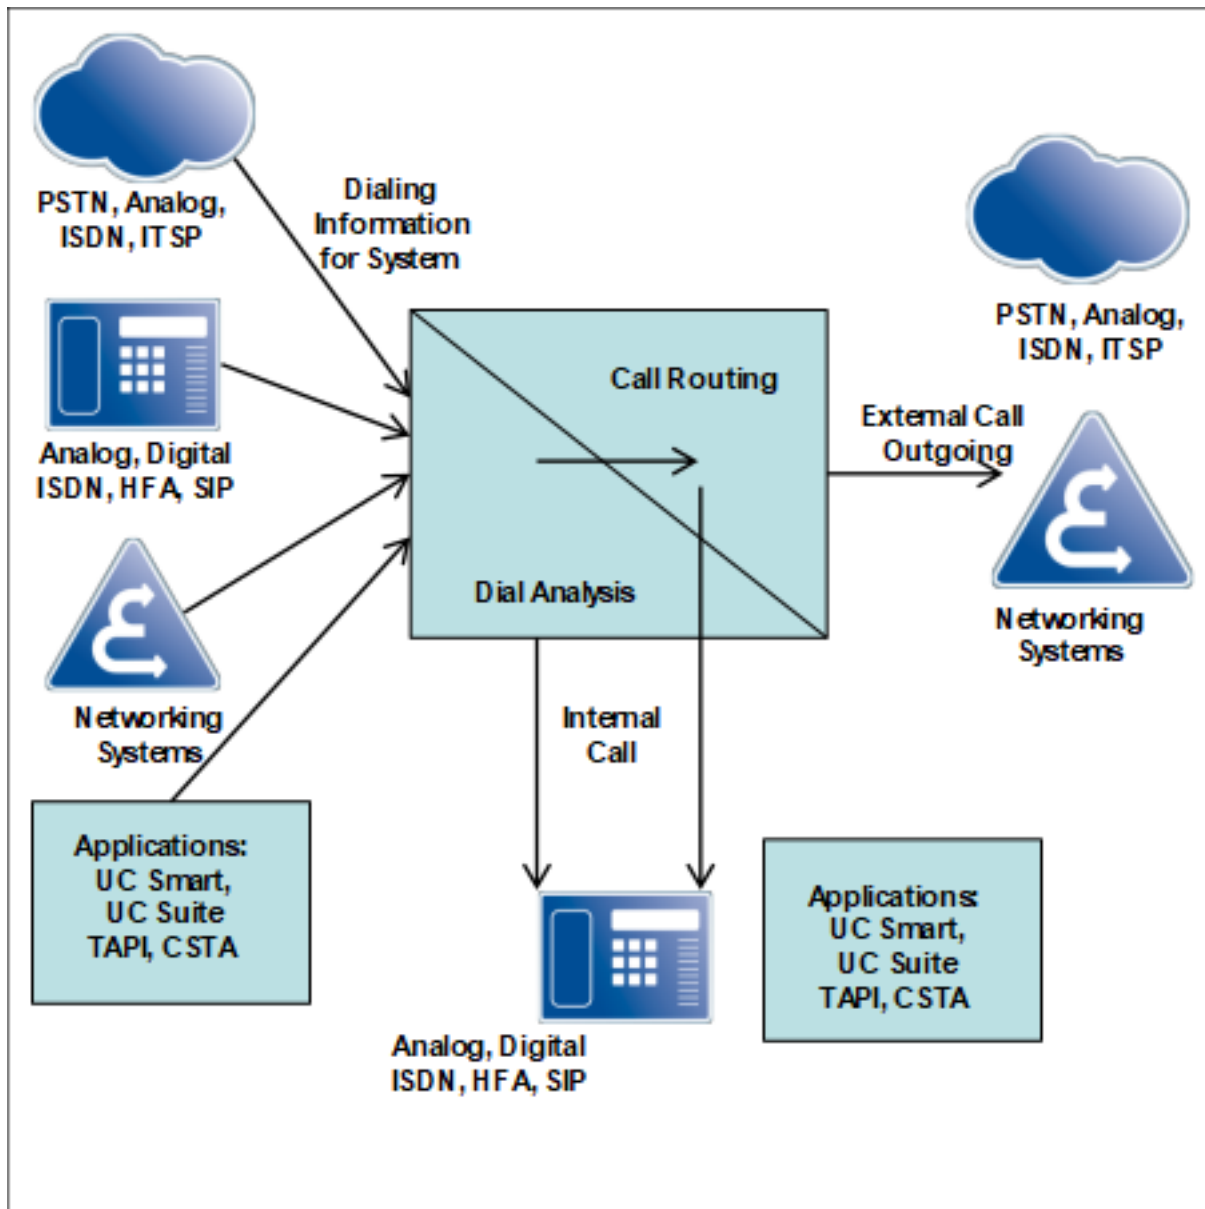 PSTN, Analog,
ISDN, ITSP
Dialing
Information
for System
PSTN, Analog,
ISDN, ITSP
Analog, Digital
ISDN, HFA, SIP
Call Routing
External Call
Outgoing
Dial Analysis
Networking
Systems
Networking
Systems
Internal
Call
Applications:
UC Smart,
UC Suite
TAPI, CSTA
Analog, Digital
ISDN, HFA, SIP
Applications:
UC Smart,
UC Suite
TAPI, CSTA